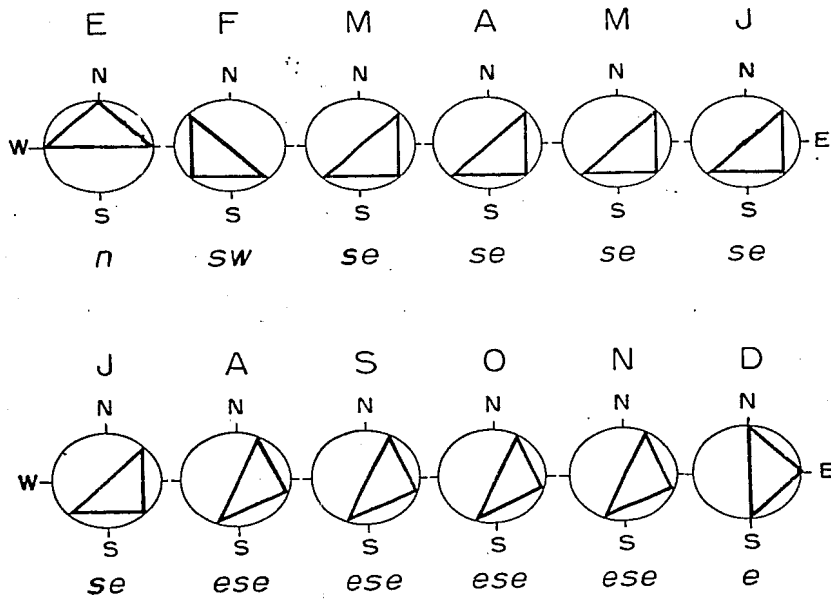 E F M A M J
N N N N N N
W E
S S S S S S
n sw se se se se
J A S O N D
N N N N N N
W E
S S S S S S
se ese ese ese ese e